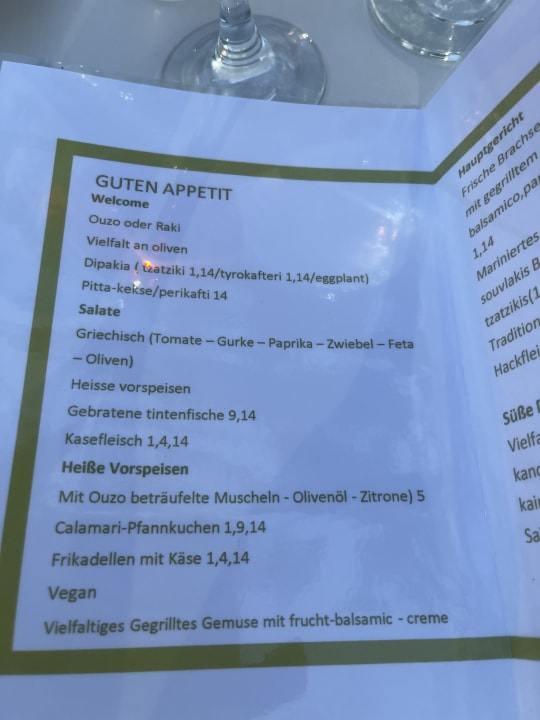 GUTEN APPETIT
Welcome
Ouzo oder Raki
Vielfalt an oliven
Dipakia ( tzatziki 1,14/tyrokafteri 1,14/eggplant)
Pitta-kekse/perikafti 14
Salate
Griechisch (Tomate – Gurke – Paprika – Zwiebel – Feta
– Oliven)
Heisse vorspeisen
Gebratene tintenfische 9,14
Kasefleisch 1,4,14
Heiße Vorspeisen
Mit Ouzo beträufelte Muscheln - Olivenöl - Zitrone) 5
Calamari-Pfannkuchen 1,9,14
Frikadellen mit Käse 1,4,14
Vegan
Vielfaltiges Gegrilltes Gemuse mit frucht-balsamic - creme
Hauptgericht
Frische Brachse
mit gegrilltem
balsamico,pa
1,14
Mariniertes
souvlakis B
tzatzikis(1
Tradition
Hackflei
Süße
Vielfa
kand
kair
Sa